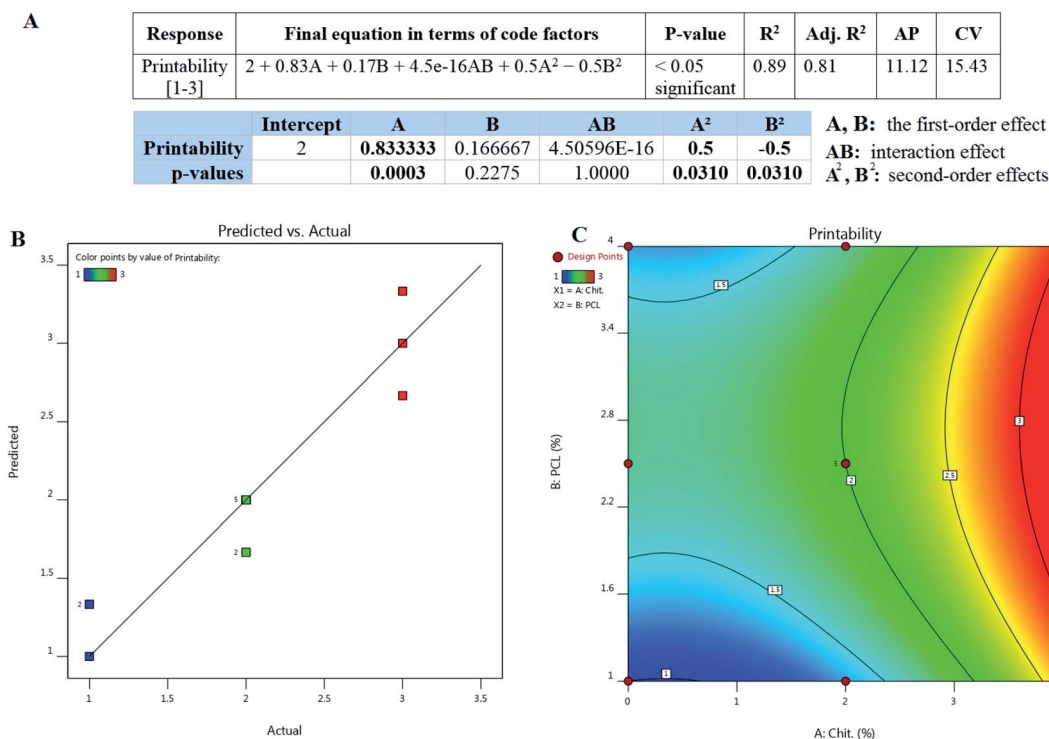 A
Response Final equation in terms of code factors P-value R² Adj. R² AP CV
Printability [1-3] 2 + 0.83A + 0.17B + 4.5e-16AB + 0.5A² − 0.5B² < 0.05 significant 0.89 0.81 11.12 15.43
Intercept A B AB A² B²
Printability 2 0.833333 0.166667 4.50596E-16 0.5 -0.5
p-values 0.0003 0.2275 1.0000 0.0310 0.0310
A, B: the first-order effect
AB: interaction effect
A², B²: second-order effects
B
Predicted vs. Actual
Color points by value of Printability:
1 3
3.5
3
2.5
2
1.5
1
5
2
2
1 1.5 2 2.5 3 3.5
Predicted
Actual
C
Printability
Design Points
1 3
X1 = A: Chit.
X2 = B: PCL
4
3.4
2.8
2.2
1.6
1
1.5
3
5
2
2.5
1.5
1
0 1 2 3
B: PCL (%)
A: Chit. (%)